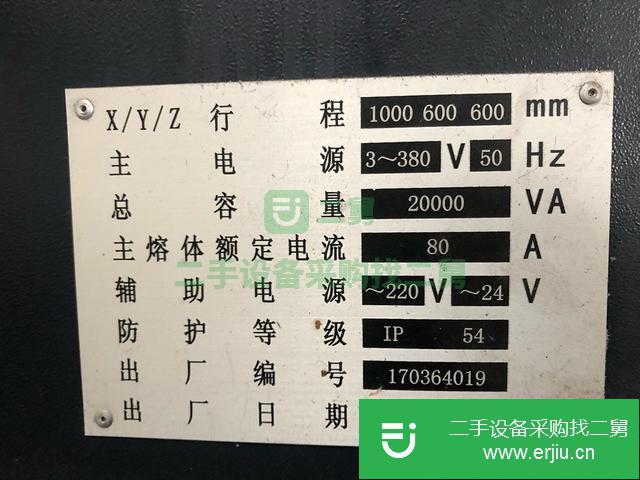 X/Y/Z 行 程 1000 600 600 mm
主 电 源 3~380 V 50 Hz
总 容 量 20000 VA
主熔体额定电流 80 A
辅 助 电 源 ~220 V ~24 V
防 护 等 级 IP 54
出 厂 编 号 170364019
出 厂 日 期
二舅
二手设备采购找二舅
二手设备采购找二舅
www.erjiu.cn